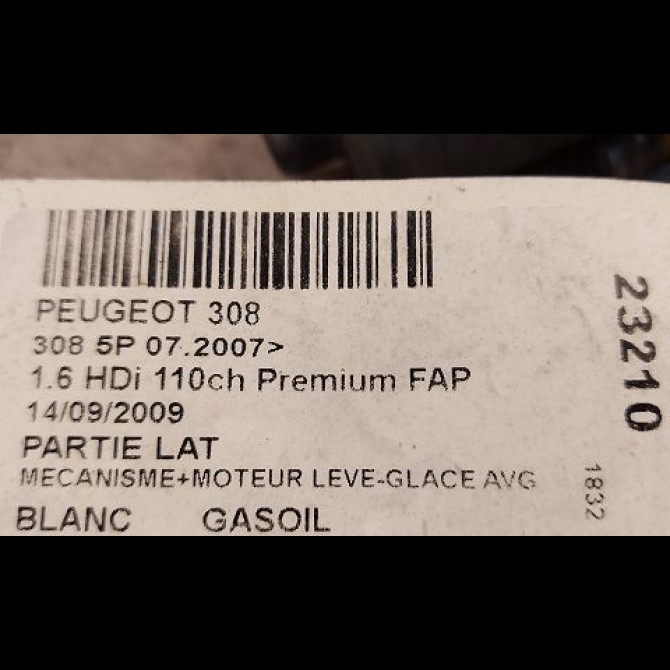 PEUGEOT 308
308 5P 07.2007>
1.6 HDi 110ch Premium FAP
14/09/2009
PARTIE LAT
MECANISME+MOTEUR LEVE-GLACE AVG
BLANC GASOIL
23210
1832